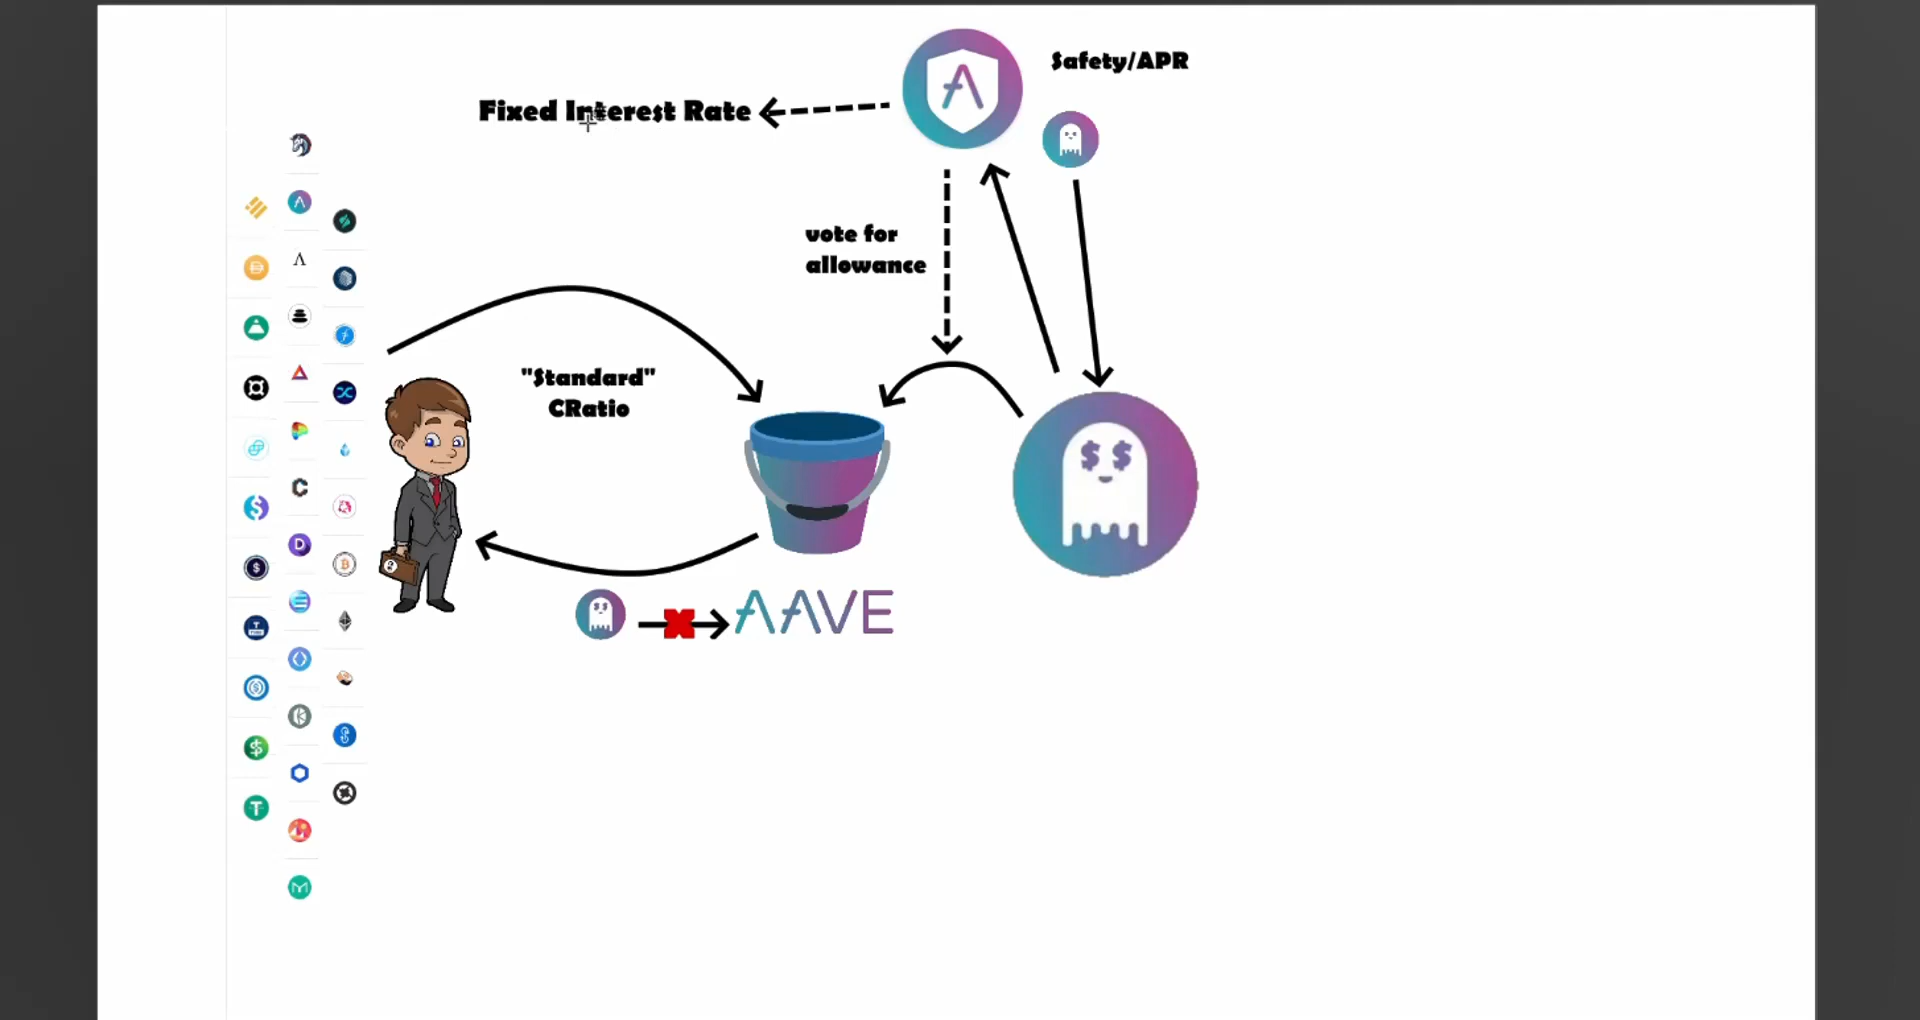 Safety/APR
Fixed Interest Rate
vote for
allowance
"Standard"
CRatio
AAVE